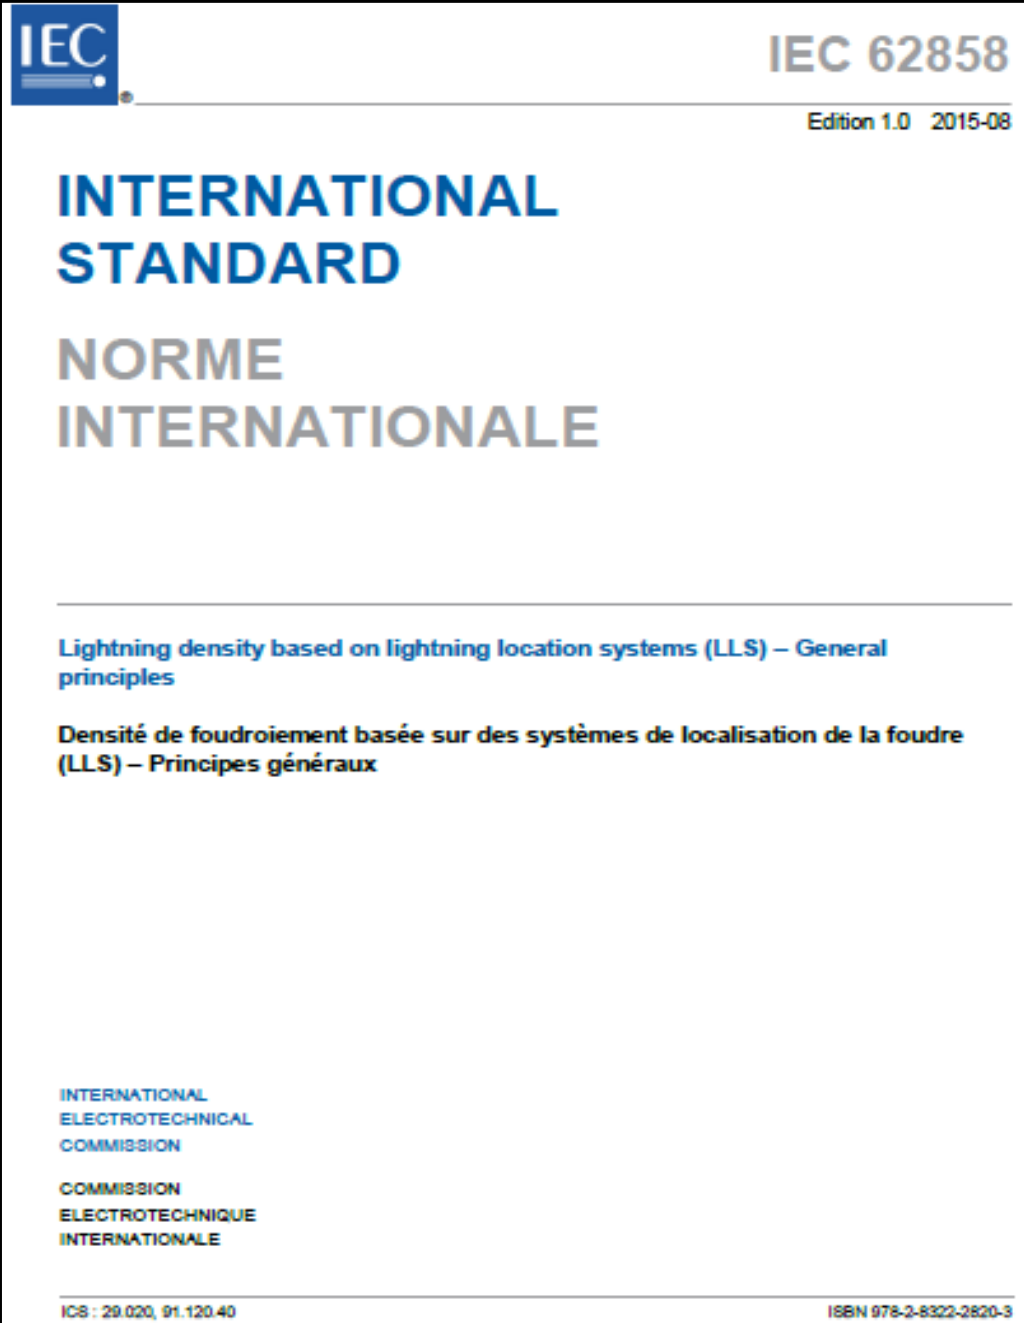 IEC
®
IEC 62858
Edition 1.0 2015-08
INTERNATIONAL
STANDARD
NORME
INTERNATIONALE
Lightning density based on lightning location systems (LLS) – General
principles
Densité de foudroiement basée sur des systèmes de localisation de la foudre
(LLS) – Principes généraux
INTERNATIONAL
ELECTROTECHNICAL
COMMISSION
COMMISSION
ELECTROTECHNIQUE
INTERNATIONALE
ICS : 29.020, 91.120.40
ISBN 978-2-8322-2820-3